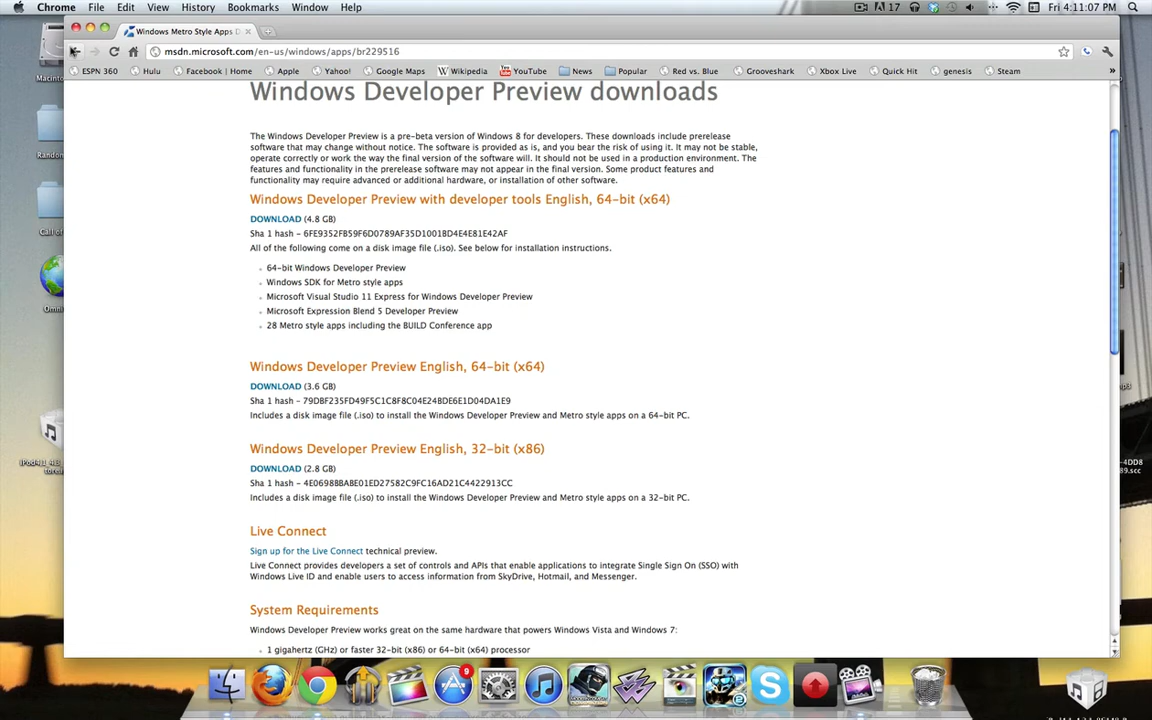 Chrome File Edit View History Bookmarks Window Help 17 Fri 4:11:07 PM
Windows Metro Style Apps D
msdn.microsoft.com/en-us/windows/apps/br229516
ESPN 360 Hulu Facebook | Home Apple Yahoo! Google Maps Wikipedia YouTube News Popular Red vs. Blue Grooveshark Xbox Live Quick Hit genesis Steam »
Windows Developer Preview downloads
The Windows Developer Preview is a pre-beta version of Windows 8 for developers. These downloads include prerelease
software that may change without notice. The software is provided as is, and you bear the risk of using it. It may not be stable,
operate correctly or work the way the final version of the software will. It should not be used in a production environment. The
features and functionality in the prerelease software may not appear in the final version. Some product features and
functionality may require advanced or additional hardware, or installation of other software.
Windows Developer Preview with developer tools English, 64-bit (x64)
DOWNLOAD (4.8 GB)
Sha 1 hash - 6FE9352FB59F6D0789AF35D1001BD4E4E81E42AF
All of the following come on a disk image file (.iso). See below for installation instructions.
64-bit Windows Developer Preview
Windows SDK for Metro style apps
Microsoft Visual Studio 11 Express for Windows Developer Preview
Microsoft Expression Blend 5 Developer Preview
28 Metro style apps including the BUILD Conference app
Windows Developer Preview English, 64-bit (x64)
DOWNLOAD (3.6 GB)
Sha 1 hash - 79DBF235FD49F5C1C8F8C04E24BDE6E1D04DA1E9
Includes a disk image file (.iso) to install the Windows Developer Preview and Metro style apps on a 64-bit PC.
Windows Developer Preview English, 32-bit (x86)
DOWNLOAD (2.8 GB)
Sha 1 hash - 4E0698BBABE01ED27582C9FC16AD21C4422913CC
Includes a disk image file (.iso) to install the Windows Developer Preview and Metro style apps on a 32-bit PC.
Live Connect
Sign up for the Live Connect technical preview.
Live Connect provides developers a set of controls and APIs that enable applications to integrate Single Sign On (SSO) with
Windows Live ID and enable users to access information from SkyDrive, Hotmail, and Messenger.
System Requirements
Windows Developer Preview works great on the same hardware that powers Windows Vista and Windows 7:
1 gigahertz (GHz) or faster 32-bit (x86) or 64-bit (x64) processor
Macinto
Random
Call of
Omni
9